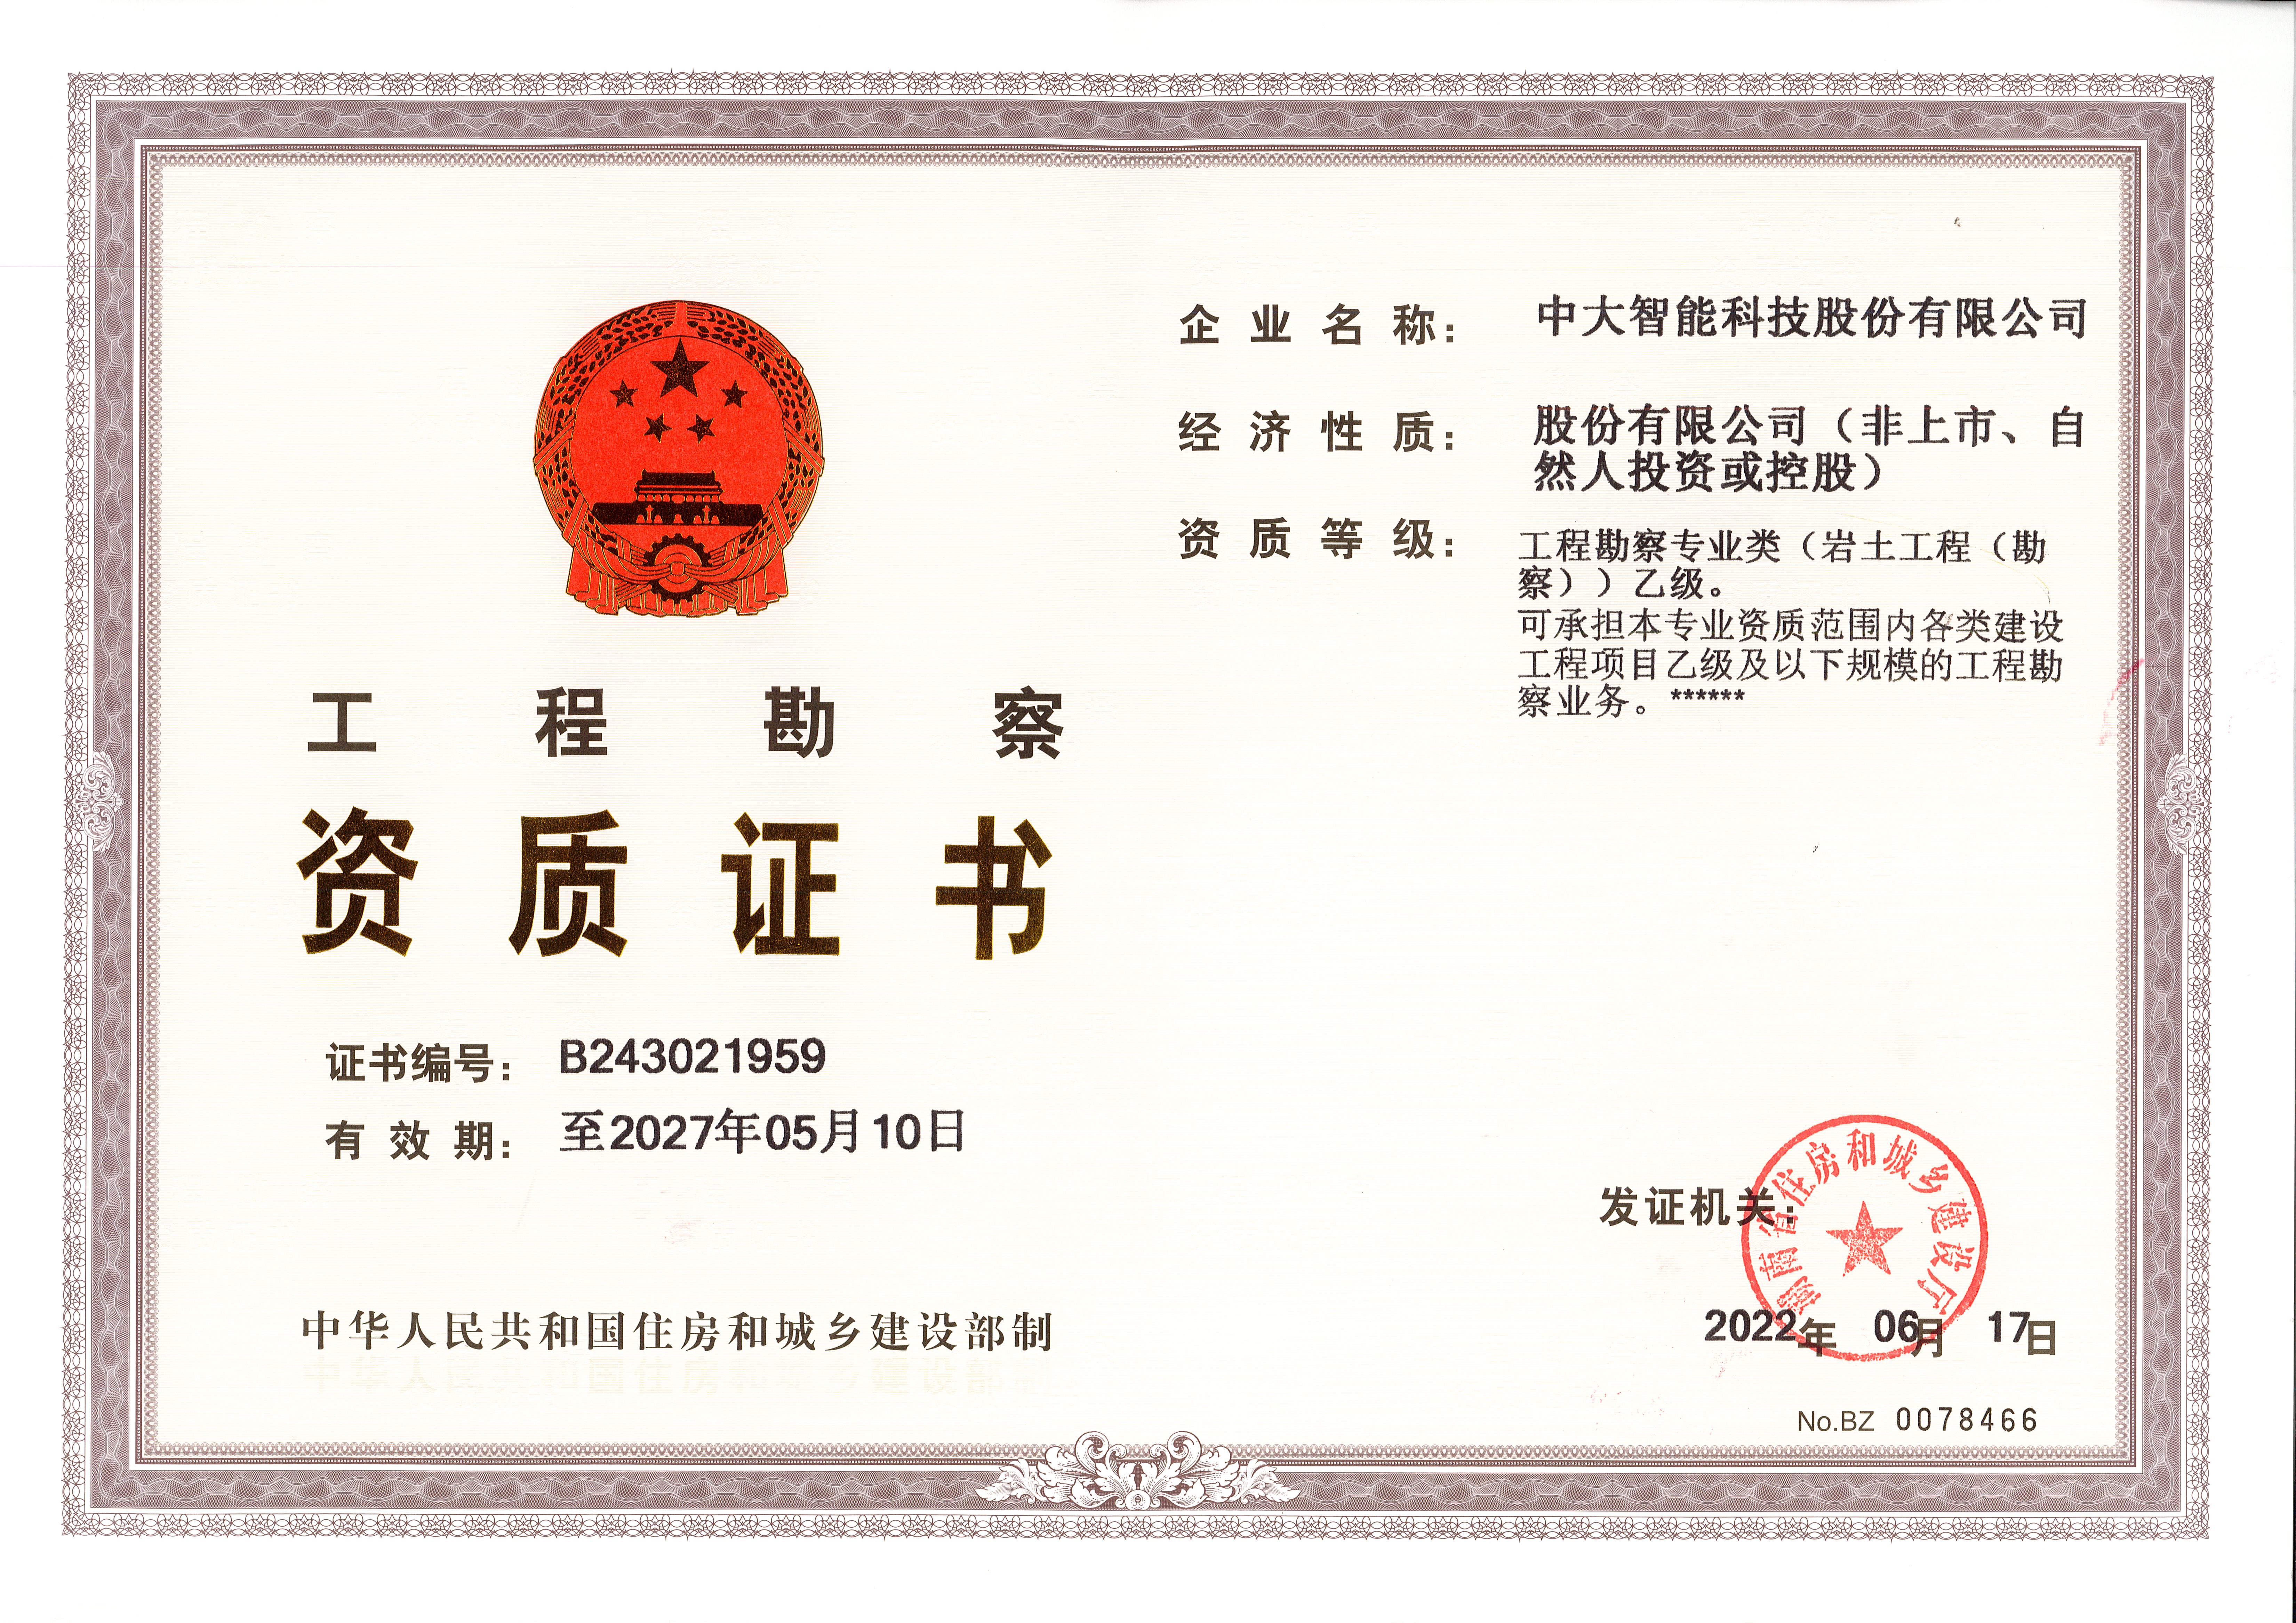 工程勘察
资质证书
证书编号： B243021959
有效期： 至2027年05月10日
中华人民共和国住房和城乡建设部制
企业名称： 中大智能科技股份有限公司
经济性质： 股份有限公司（非上市、自
然人投资或控股）
资质等级： 工程勘察专业类（岩土工程（勘
察））乙级。
可承担本专业资质范围内各类建设
工程项目乙级及以下规模的工程勘
察业务。******
发证机关：
湖南省住房和城乡建设厅
2022年 06月 17日
No.BZ 0078466